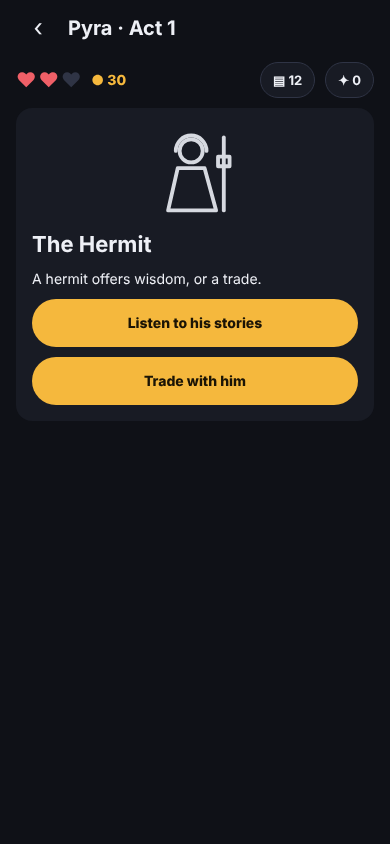 ‹ Pyra · Act 1
30 12 0
The Hermit
A hermit offers wisdom, or a trade.
Listen to his stories
Trade with him